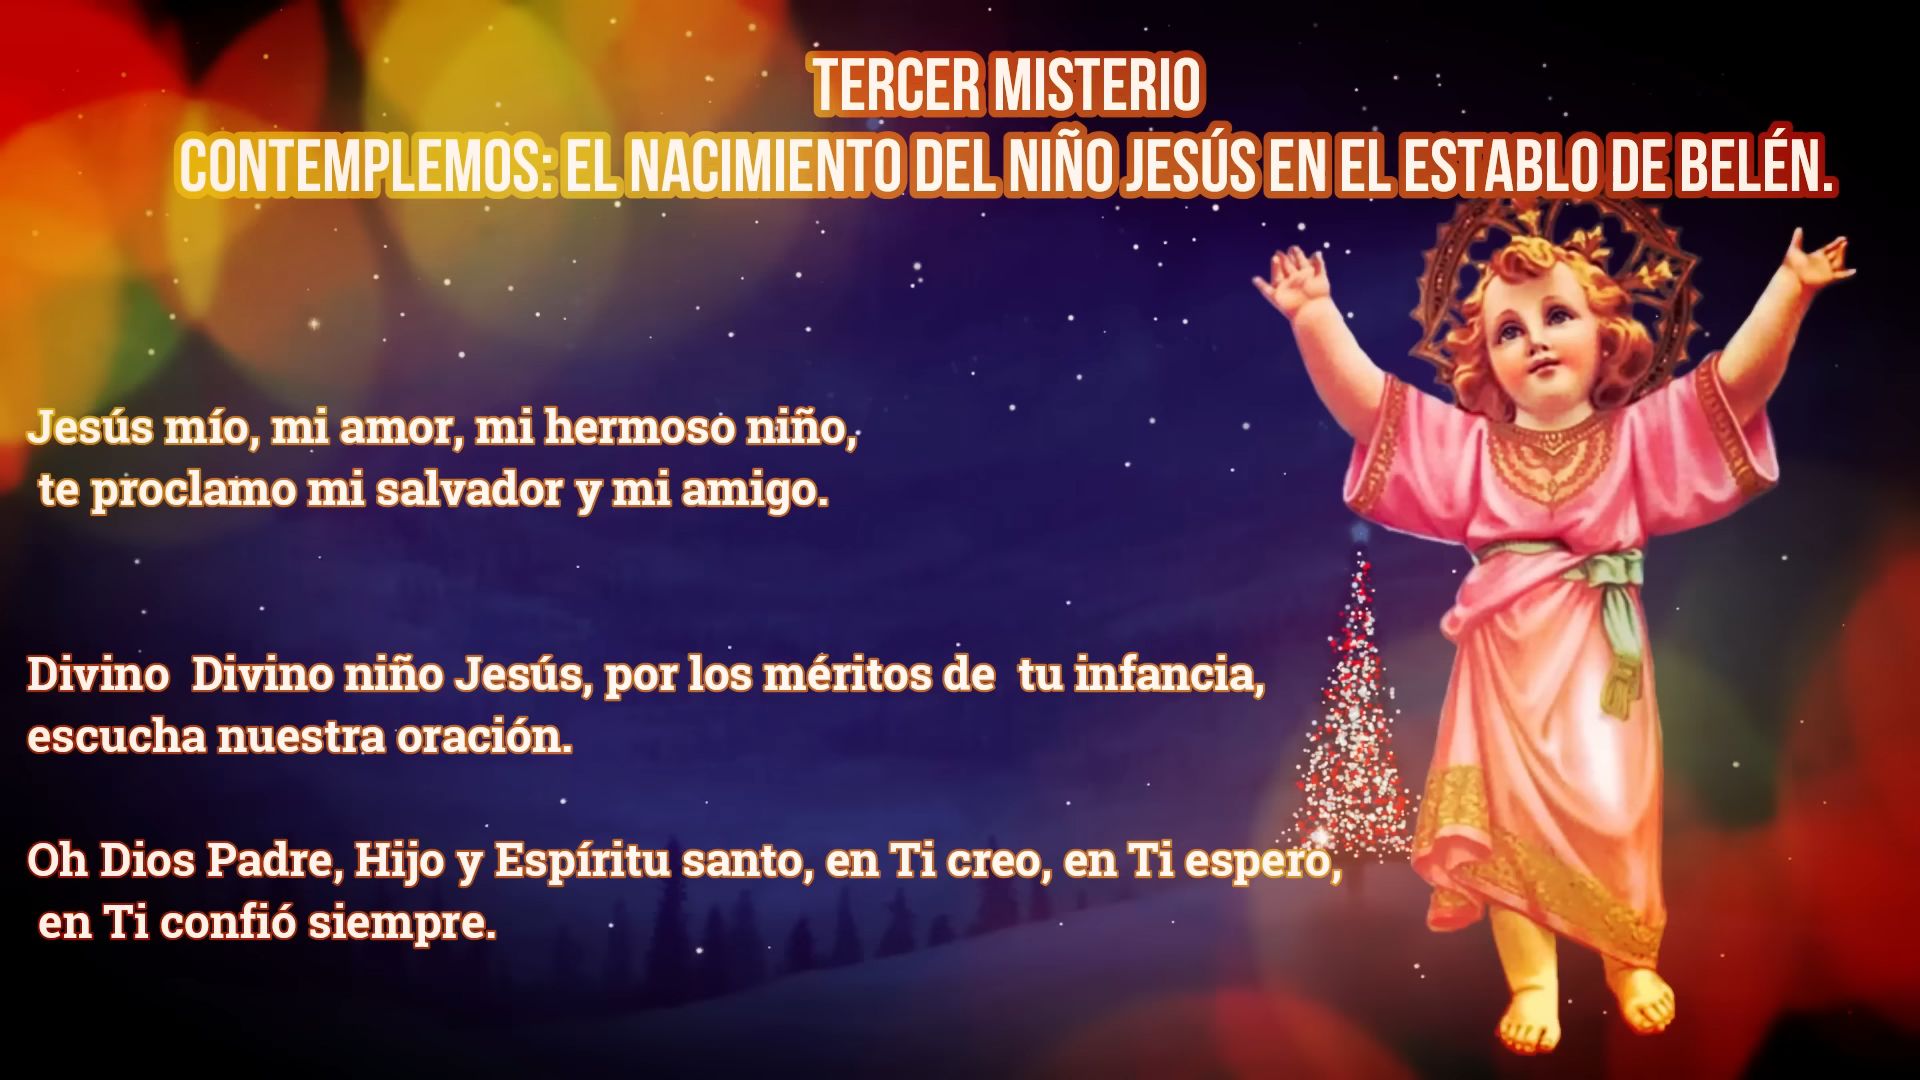 TERCER MISTERIO
CONTEMPLEMOS: EL NACIMIENTO DEL NIÑO JESÚS EN EL ESTABLO DE BELÉN.
Jesús mío, mi amor, mi hermoso niño,
te proclamo mi salvador y mi amigo.
Divino Divino niño Jesús, por los méritos de tu infancia,
escucha nuestra oración.
Oh Dios Padre, Hijo y Espíritu santo, en Ti creo, en Ti espero,
en Ti confió siempre.